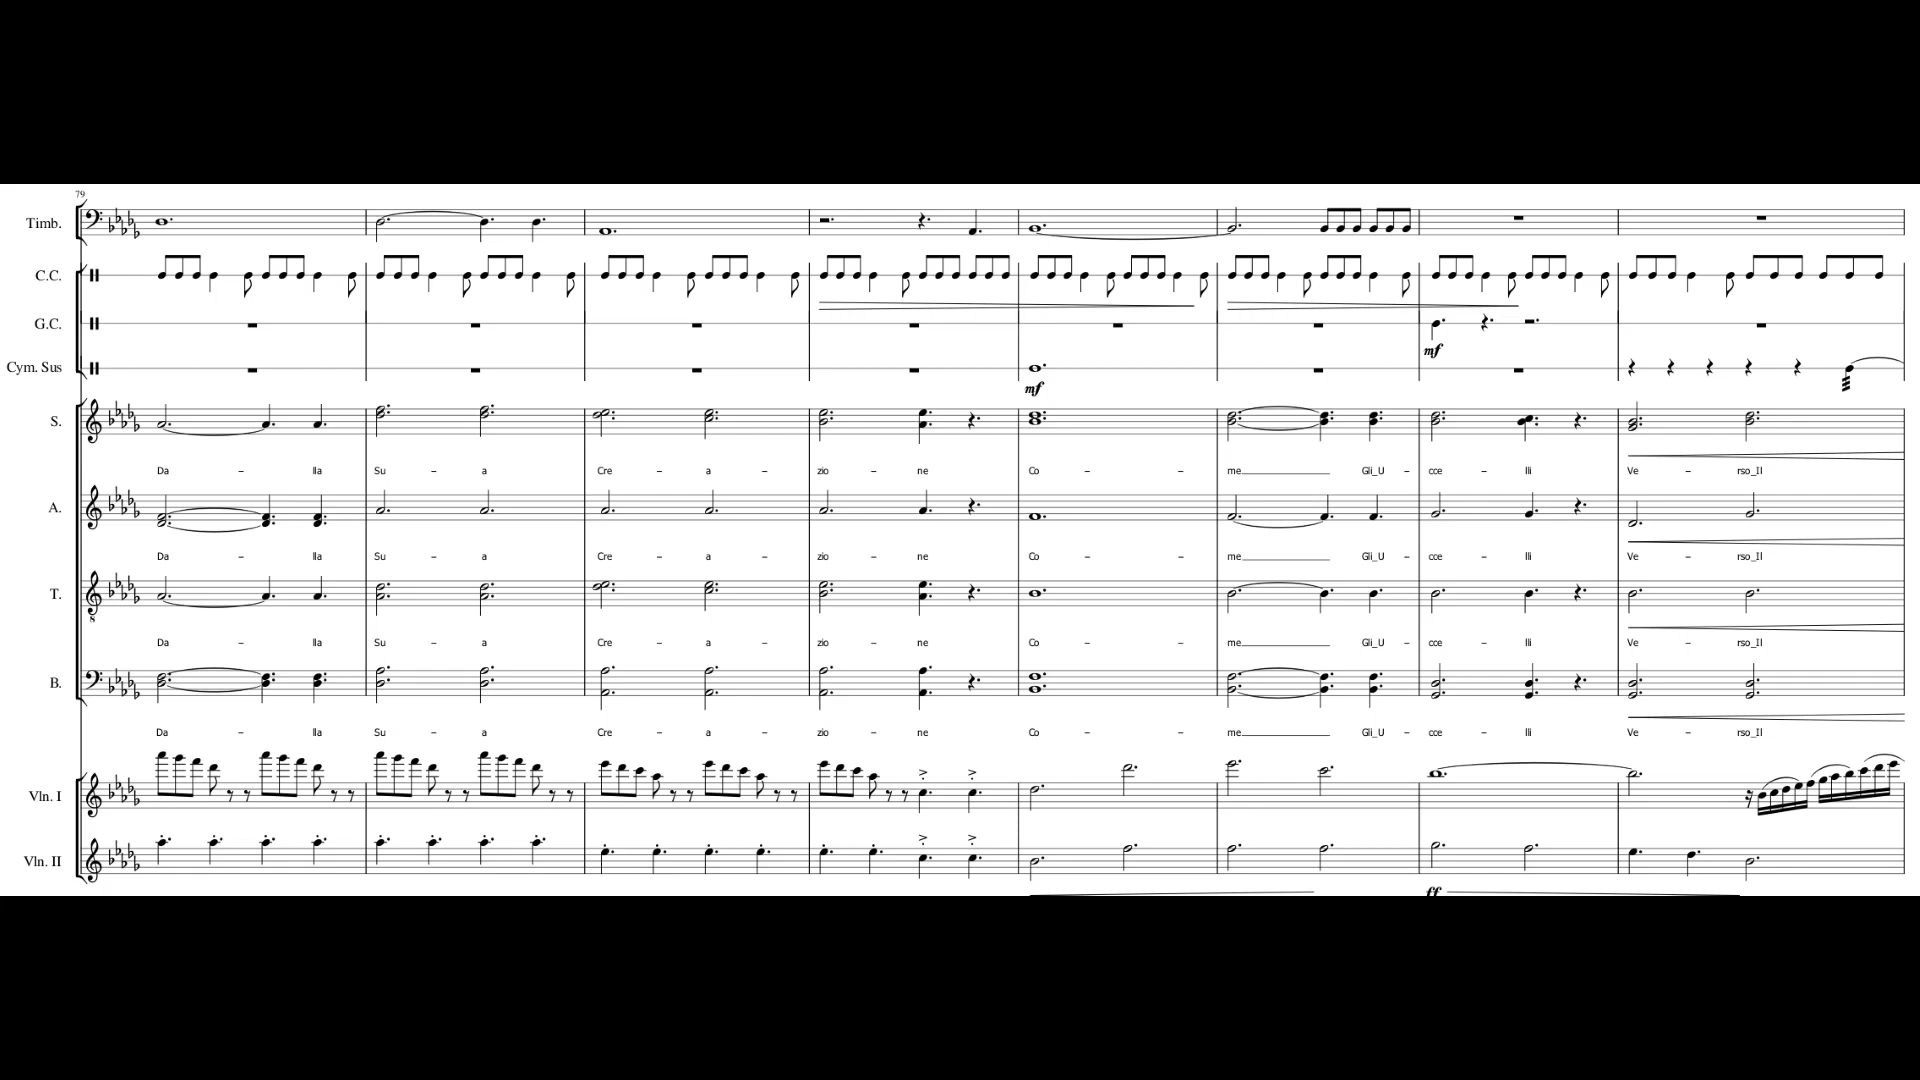 79
Timb.
C.C.
G.C.
mf
Cym. Sus
mf
S.
Da - lla Su - a Cre - a - zio - ne Co - me Gli_U - cce - lli Ve - rso_Il
A.
Da - lla Su - a Cre - a - zio - ne Co - me Gli_U - cce - lli Ve - rso_Il
T.
Da - lla Su - a Cre - a - zio - ne Co - me Gli_U - cce - lli Ve - rso_Il
B.
Da - lla Su - a Cre - a - zio - ne Co - me Gli_U - cce - lli Ve - rso_Il
Vln. I
Vln. II
ff